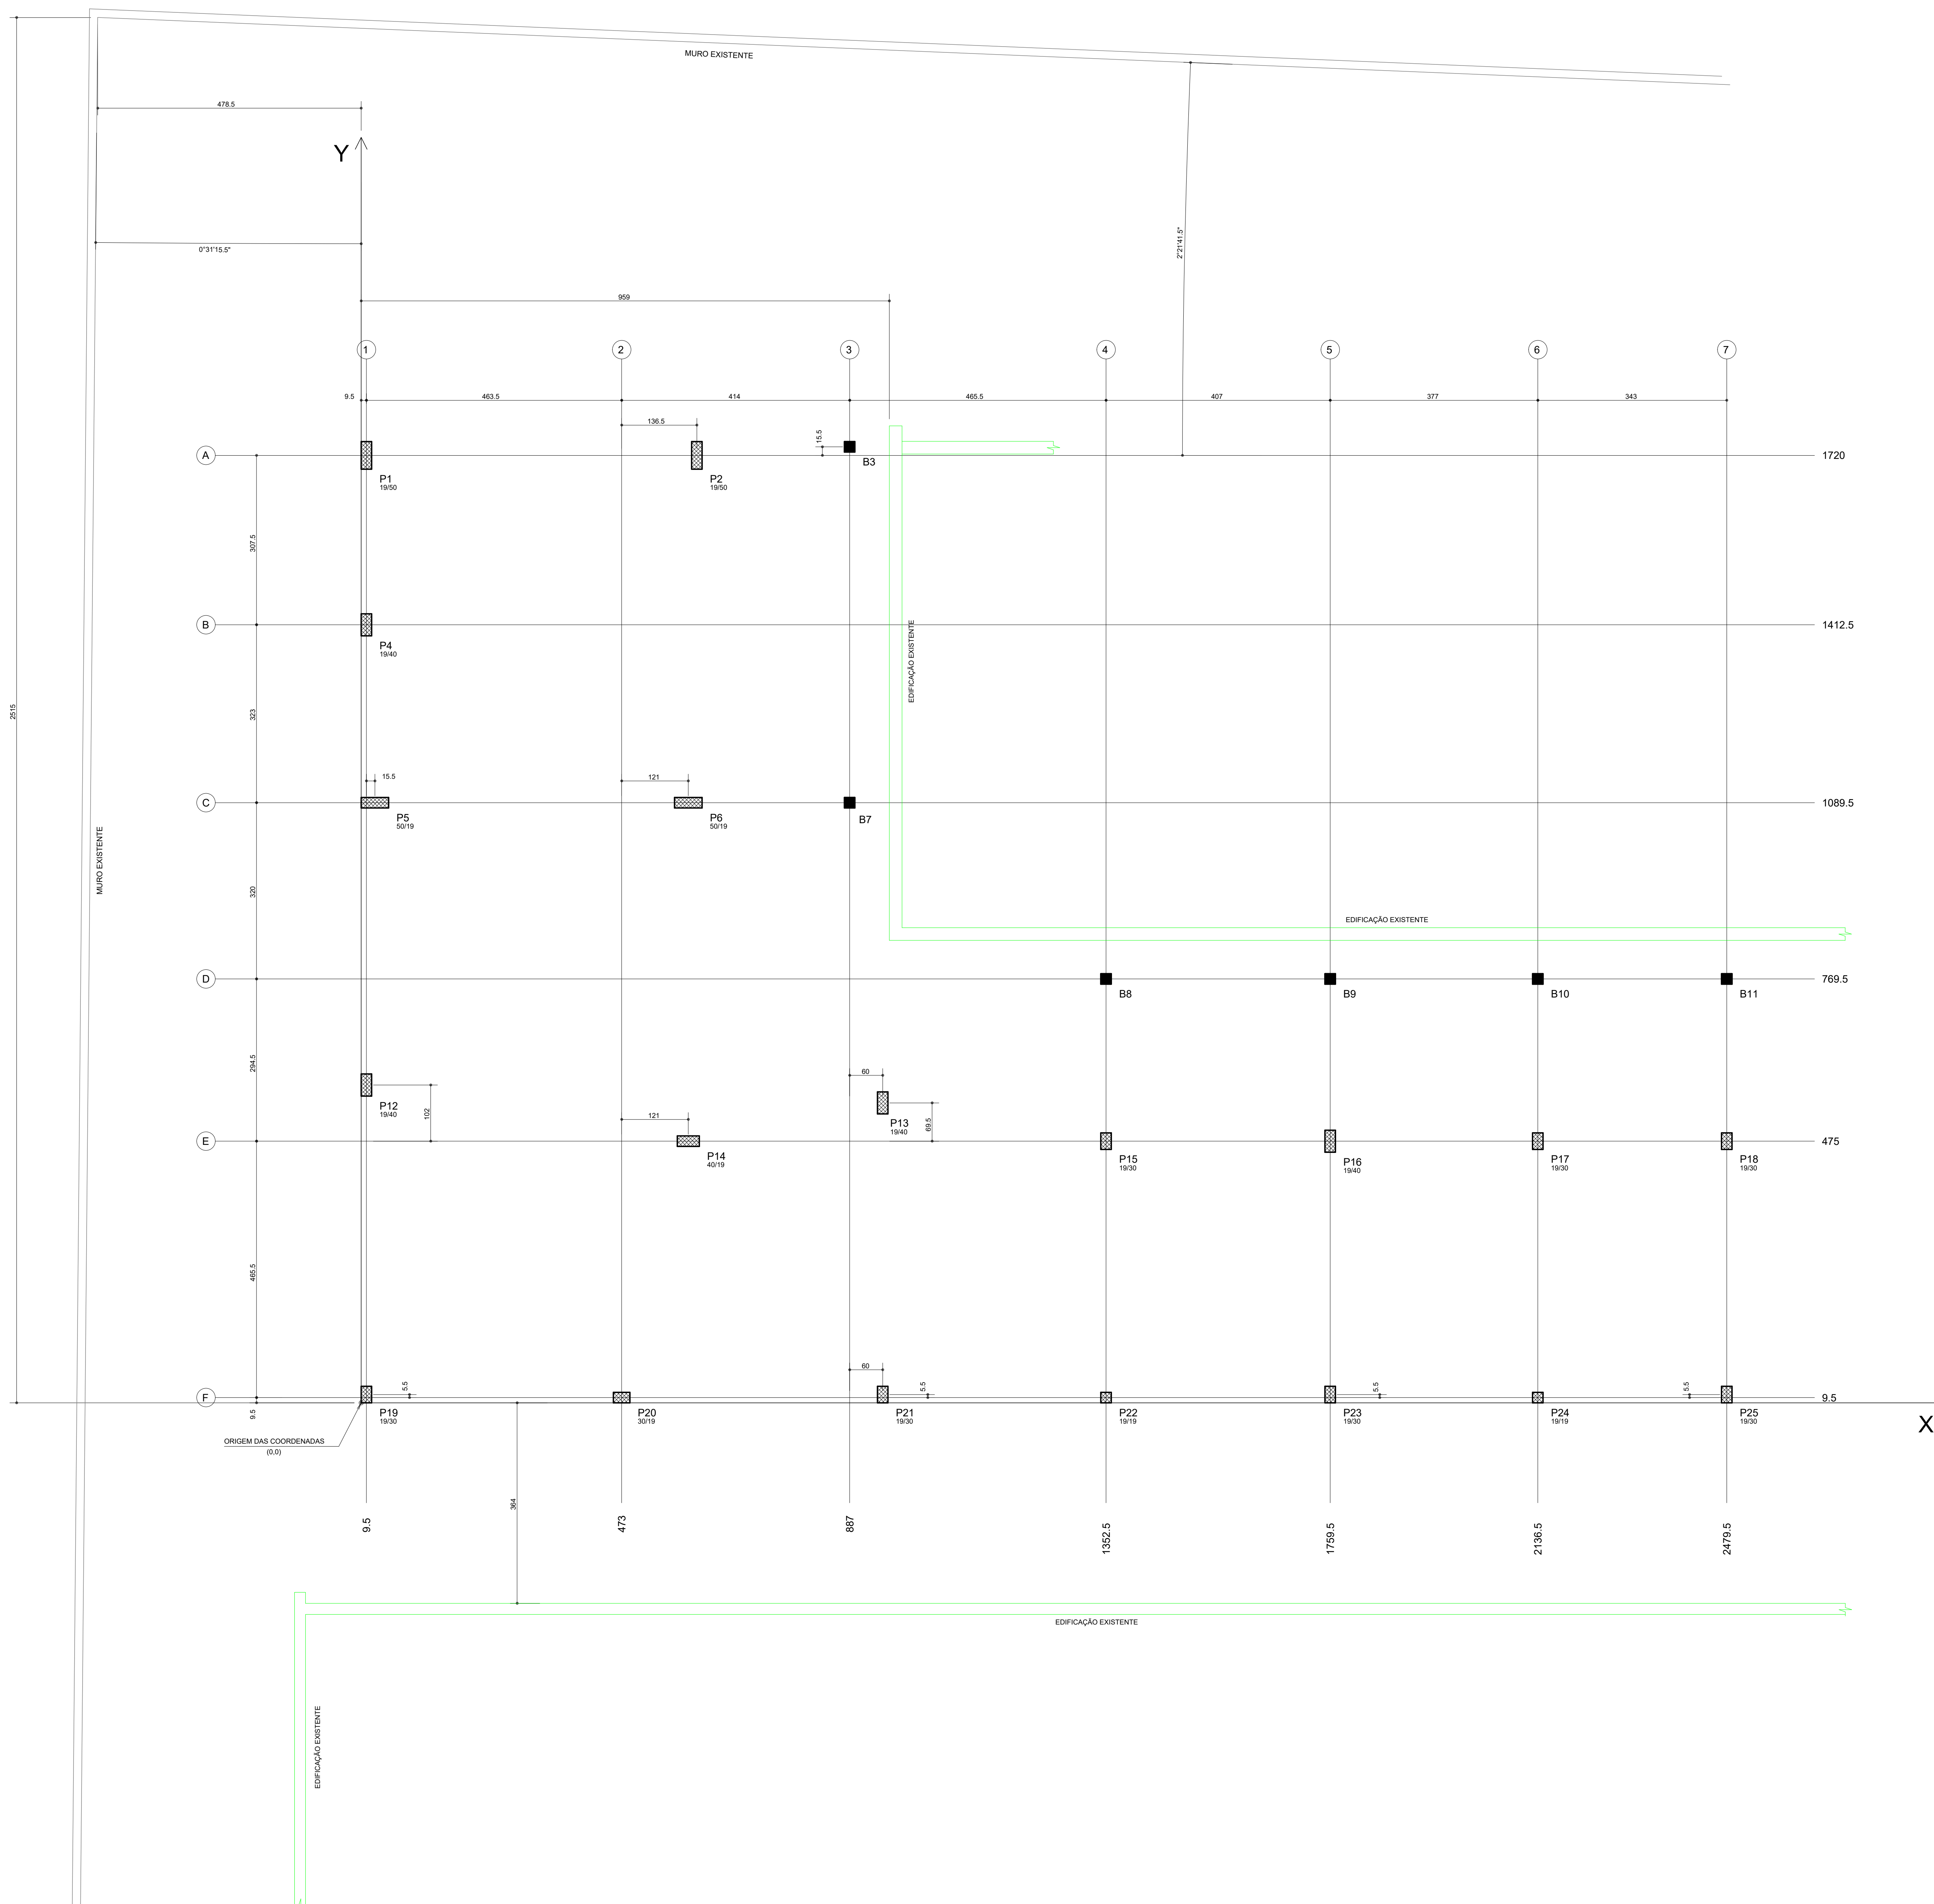 MURO EXISTENTE
478.5
Y
0°31'15.5"
2°21'41.5"
959
1
2
3
4
5
6
7
9.5
463.5
414
465.5
407
377
343
136.5
15.5
B3
A
1720
P1
19/50
P2
19/50
307.5
B
1412.5
P4
19/40
EDIFICAÇÃO EXISTENTE
2515
323
15.5
121
C
1089.5
P5
50/19
P6
50/19
B7
MURO EXISTENTE
320
EDIFICAÇÃO EXISTENTE
D
769.5
B8
B9
B10
B11
294.5
60
P12
19/40
102
121
P13
19/40
69.5
E
475
P14
40/19
P15
19/30
P16
19/40
P17
19/30
P18
19/30
465.5
60
5.5
5.5
5.5
5.5
F
9.5
9.5
P19
19/30
P20
30/19
P21
19/30
P22
19/19
P23
19/30
P24
19/19
P25
19/30
X
ORIGEM DAS COORDENADAS
(0,0)
364
9.5
473
887
1352.5
1759.5
2136.5
2479.5
EDIFICAÇÃO EXISTENTE
EDIFICAÇÃO EXISTENTE